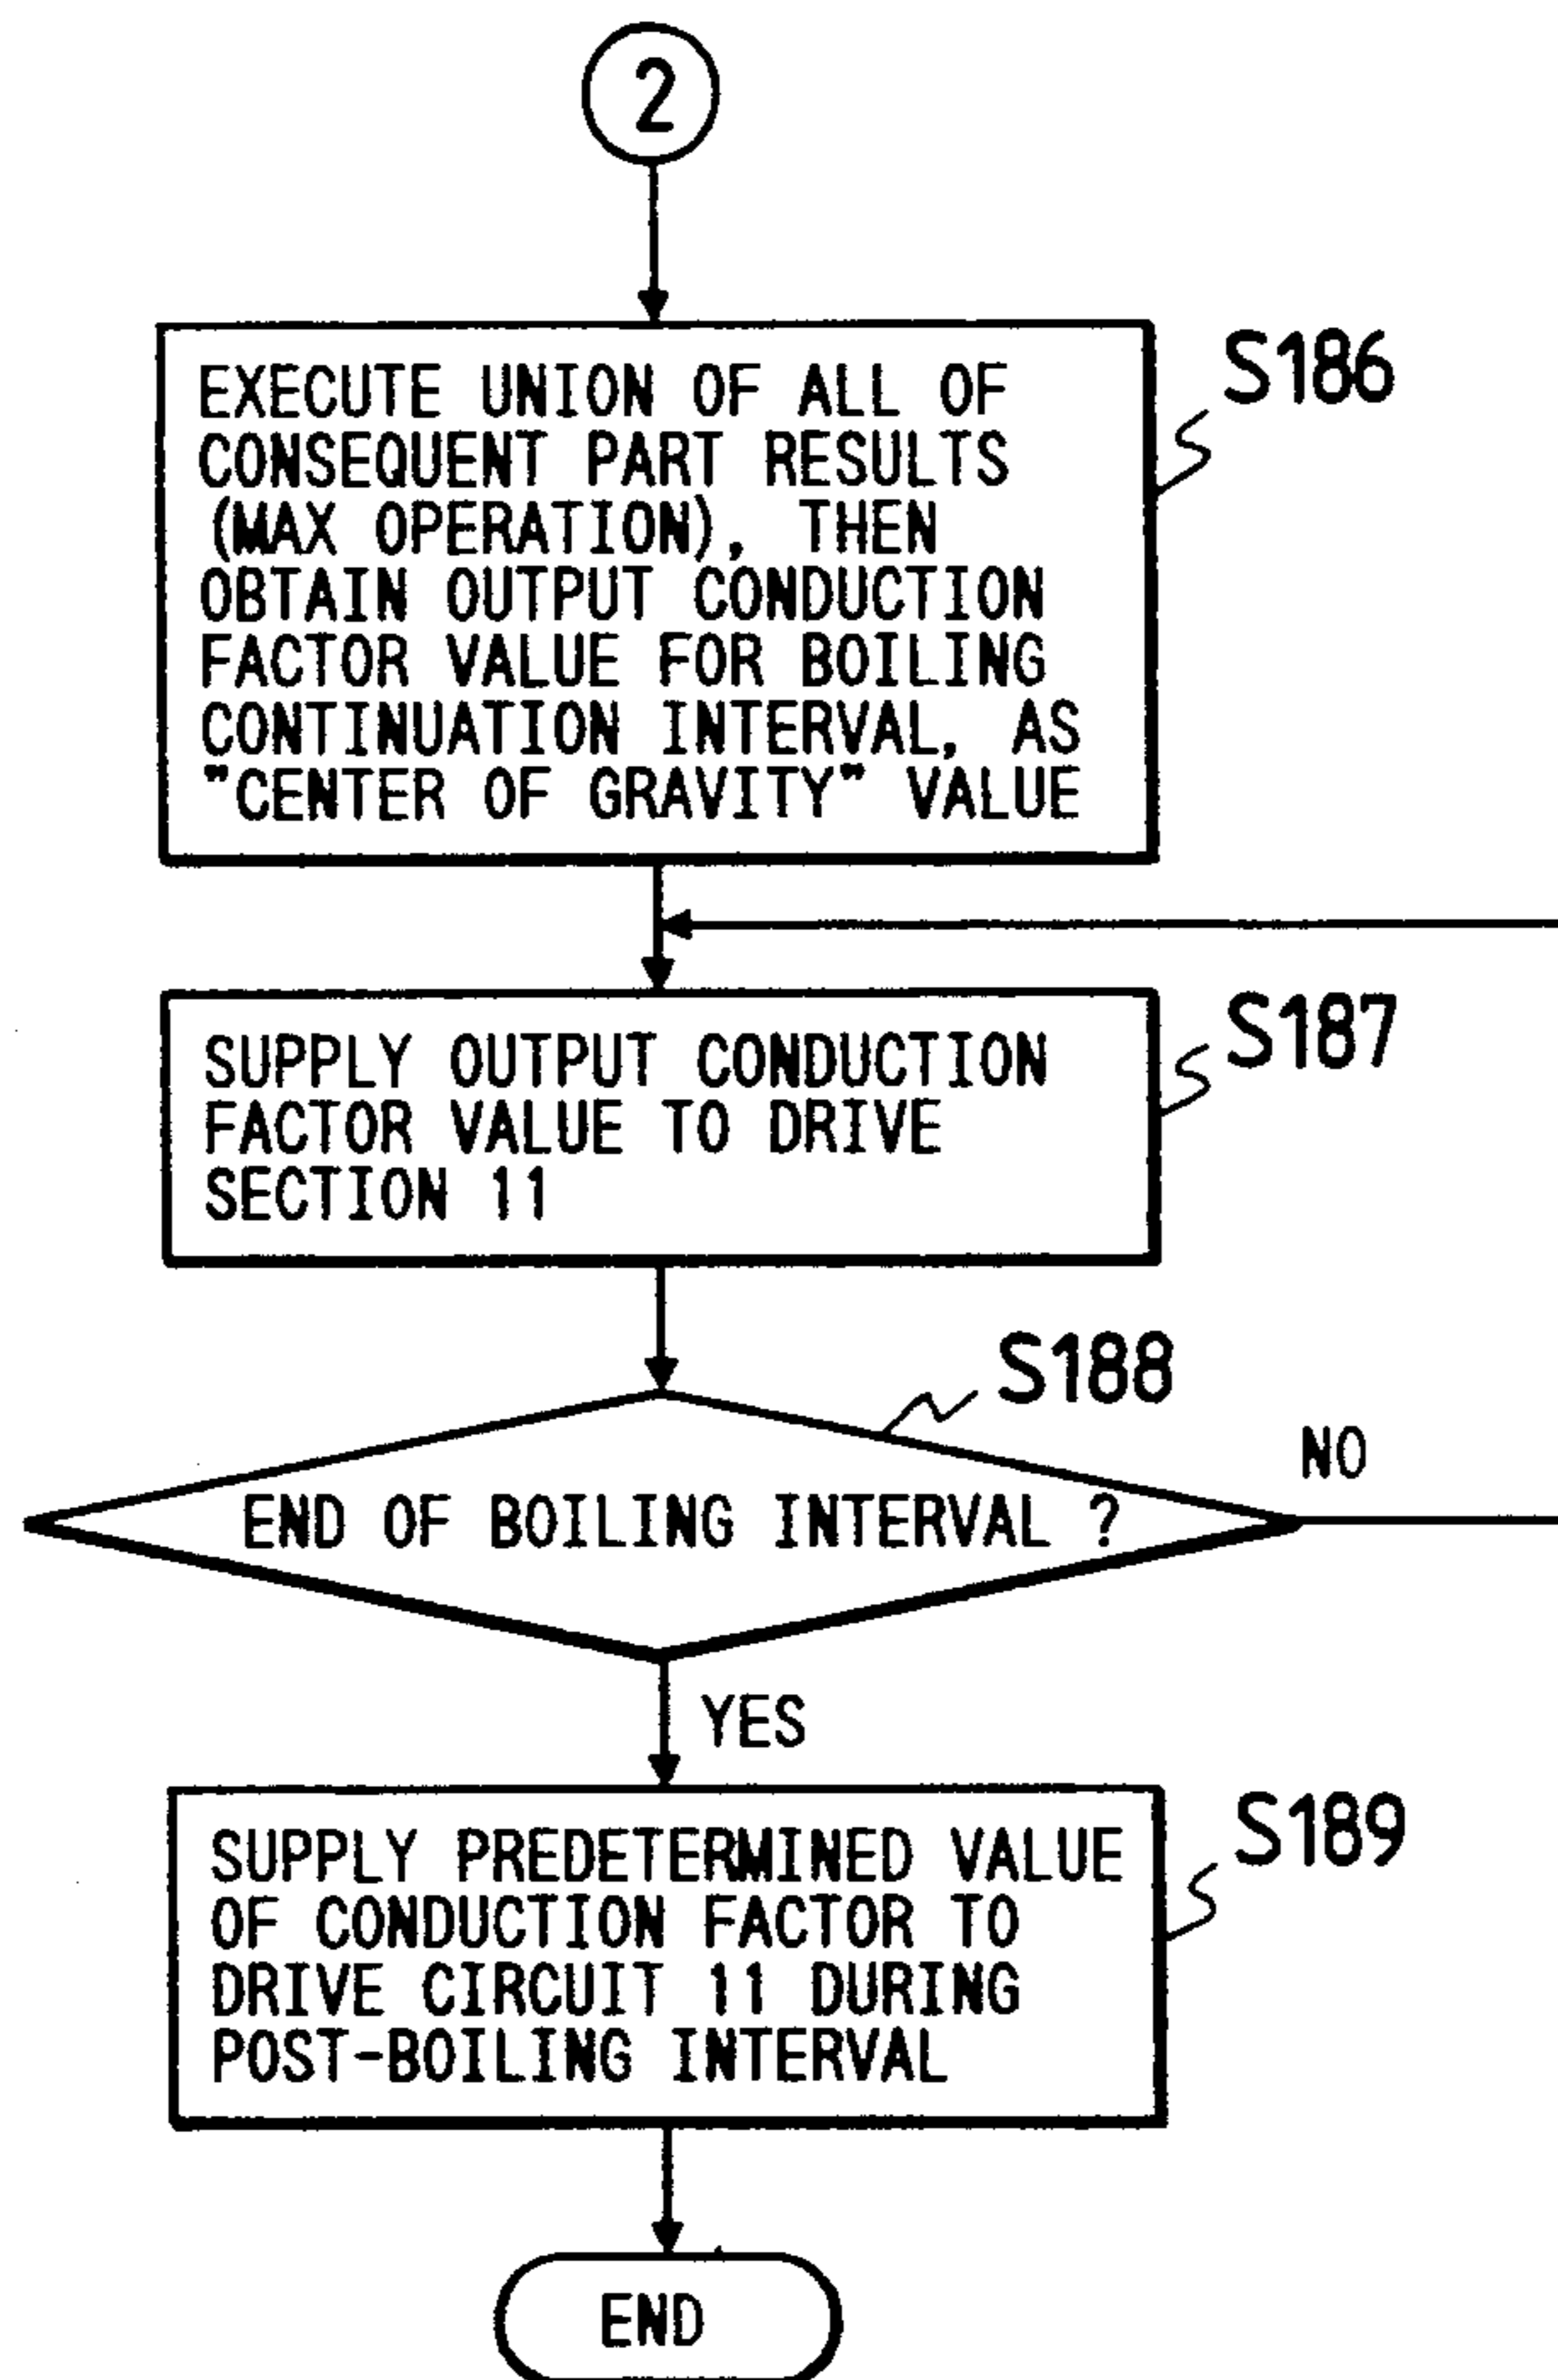 2
EXECUTE UNION OF ALL OF
CONSEQUENT PART RESULTS
(MAX OPERATION), THEN
OBTAIN OUTPUT CONDUCTION
FACTOR VALUE FOR BOILING
CONTINUATION INTERVAL, AS
"CENTER OF GRAVITY" VALUE
S186
SUPPLY OUTPUT CONDUCTION
FACTOR VALUE TO DRIVE
SECTION 11
S187
S188
END OF BOILING INTERVAL ?
NO
YES
SUPPLY PREDETERMINED VALUE
OF CONDUCTION FACTOR TO
DRIVE CIRCUIT 11 DURING
POST-BOILING INTERVAL
S189
END